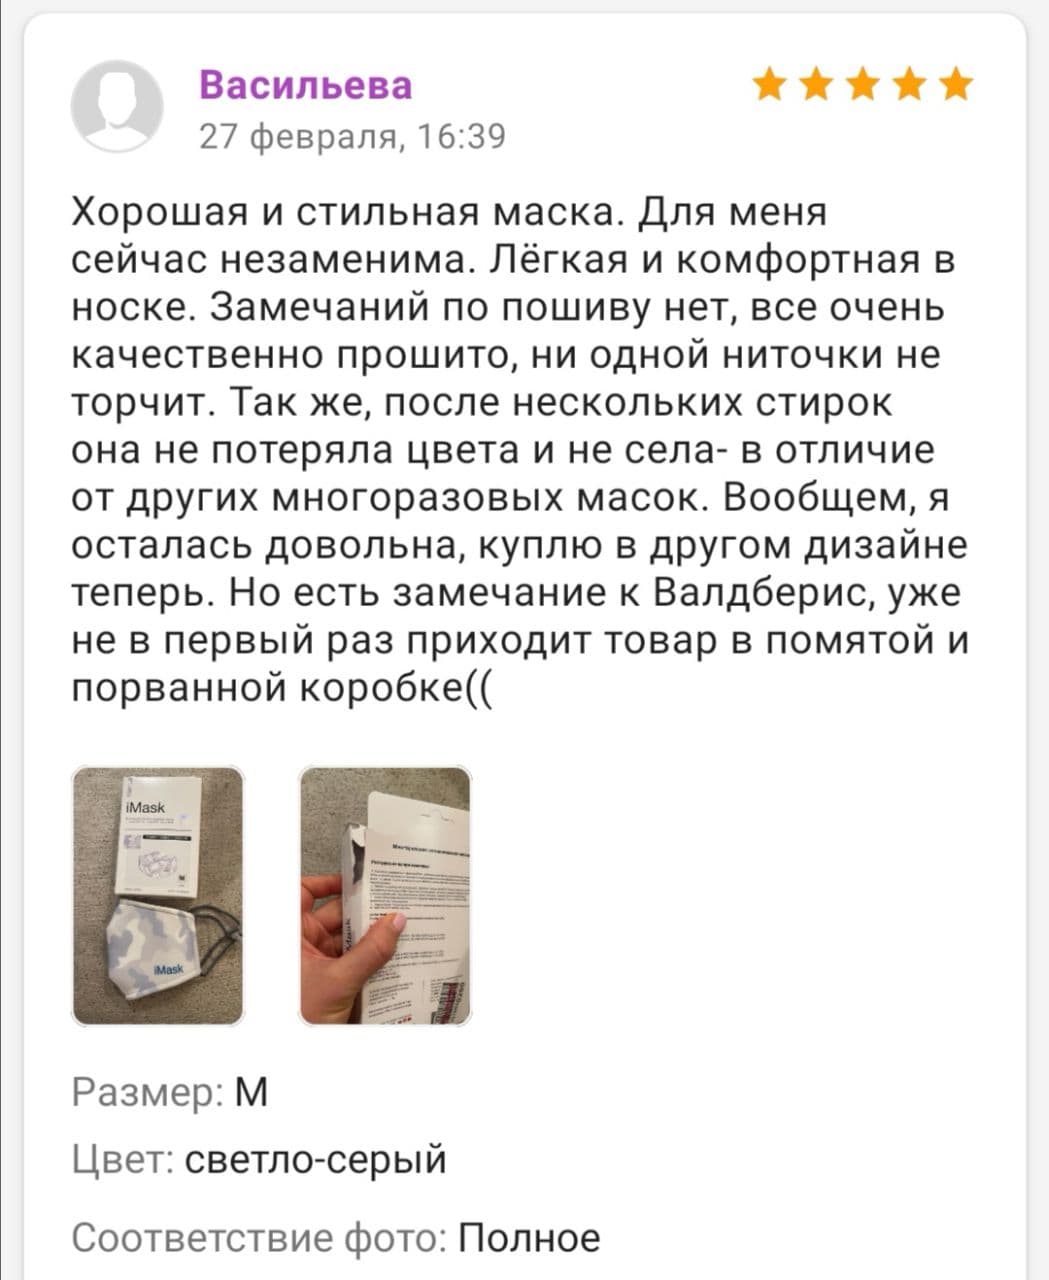 Васильева
27 февраля, 16:39
Хорошая и стильная маска. Для меня
сейчас незаменима. Лёгкая и комфортная в
носке. Замечаний по пошиву нет, все очень
качественно прошито, ни одной ниточки не
торчит. Так же, после нескольких стирок
она не потеряла цвета и не села- в отличие
от других многоразовых масок. Вообщем, я
осталась довольна, куплю в другом дизайне
теперь. Но есть замечание к Валдберис, уже
не в первый раз приходит товар в помятой и
порванной коробке((
iMask
iMask
Размер: M
Цвет: светло-серый
Соответствие фото: Полное